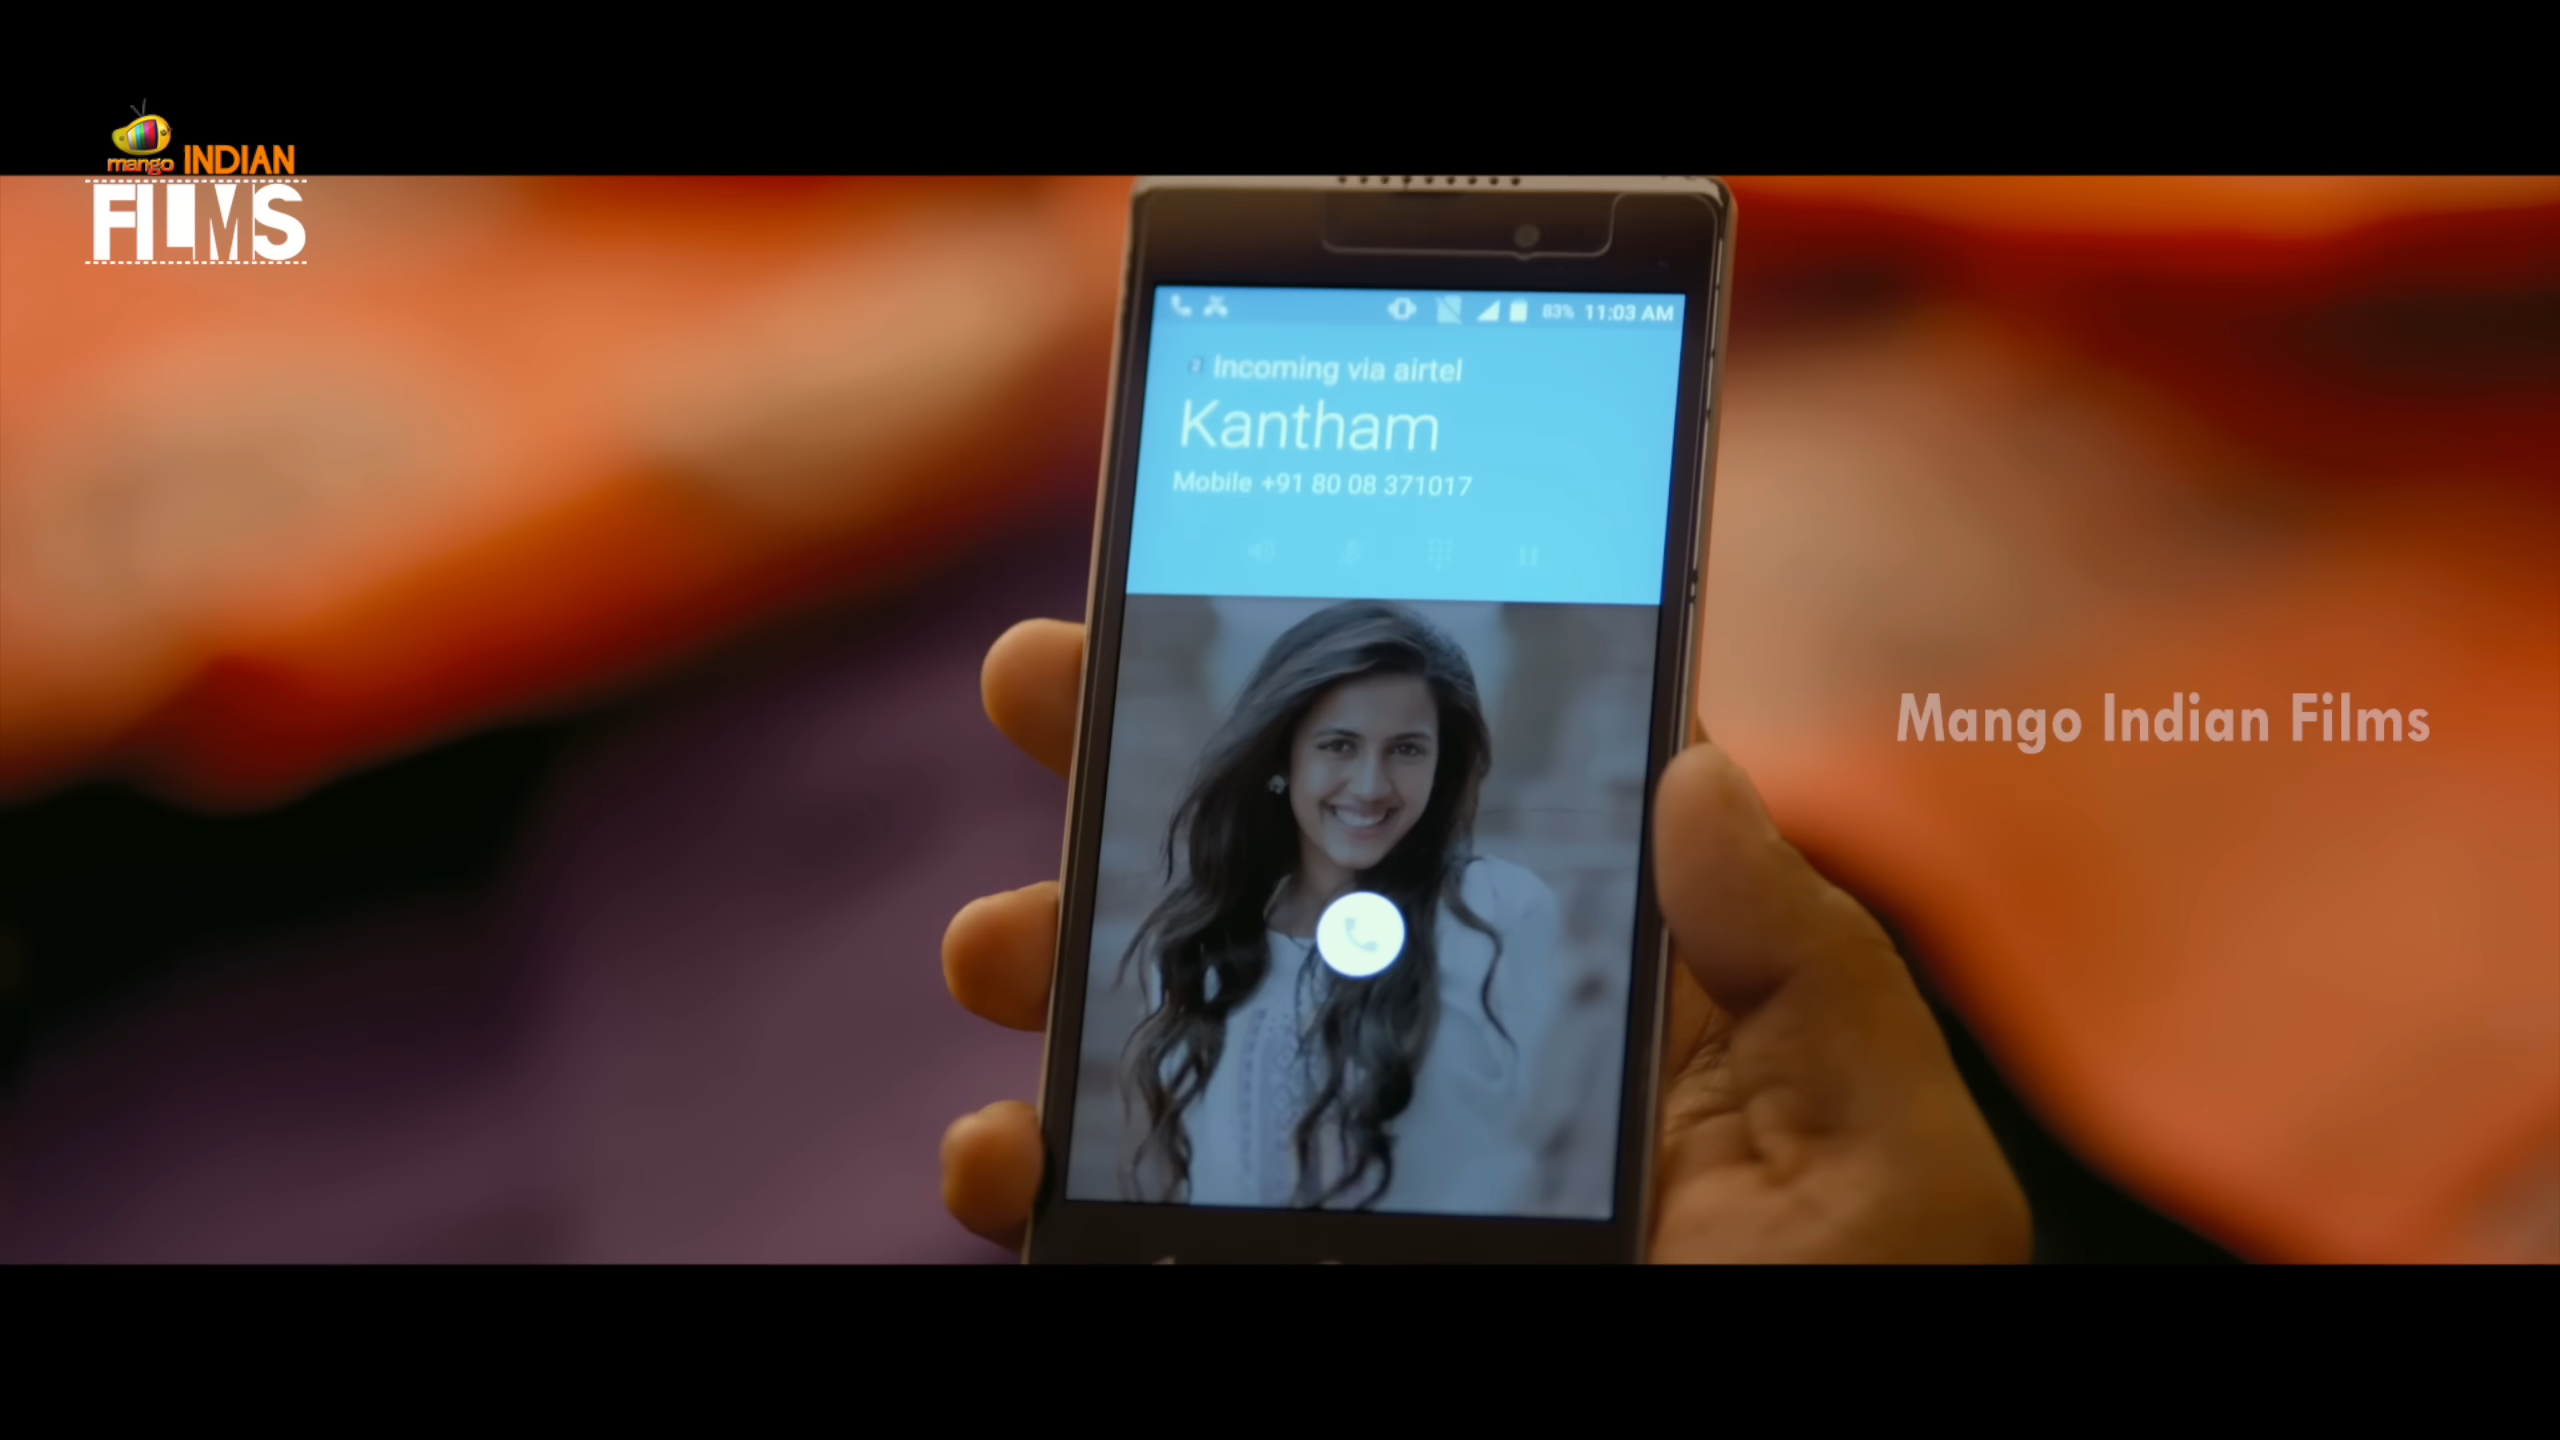 mango INDIAN
FILMS
83% 11:03 AM
2 Incoming via airtel
Kantham
Mobile +91 80 08 371017
Mango Indian Films